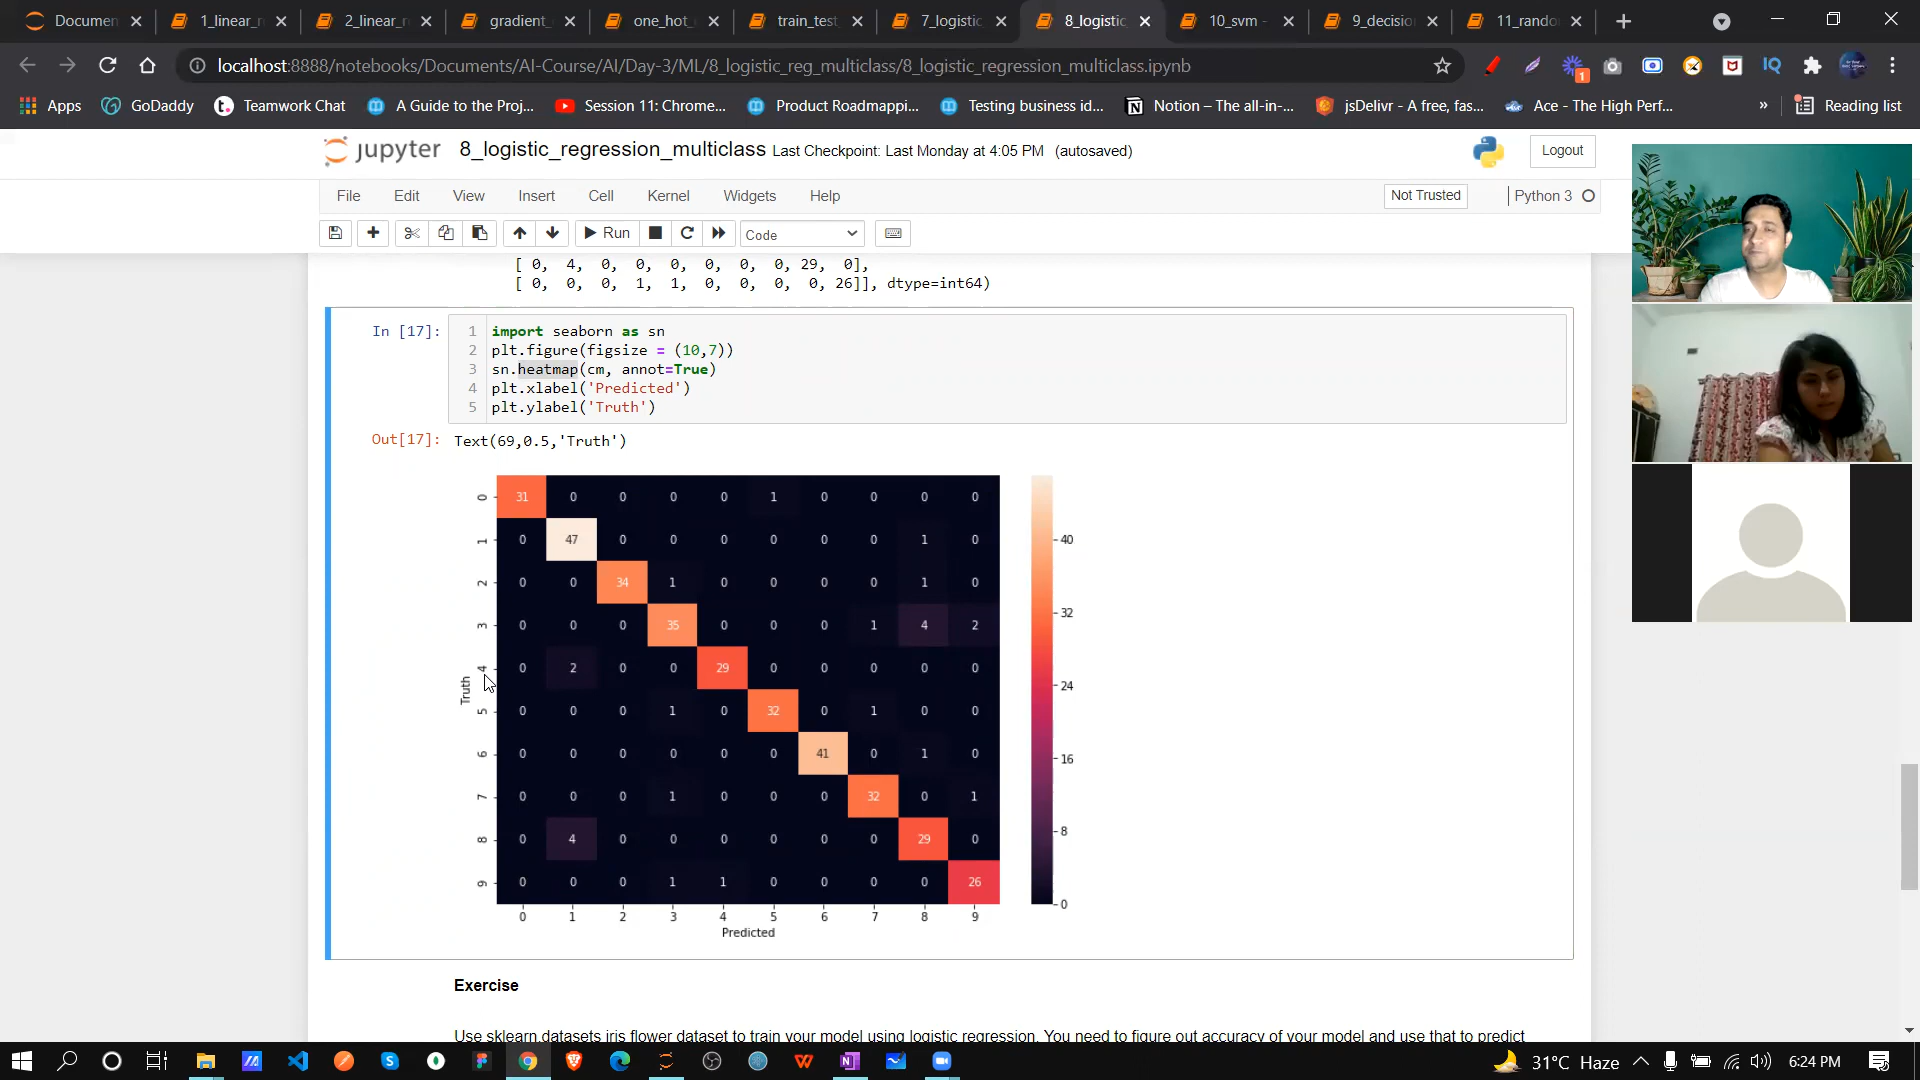 Documen
1_linear_r
2_linear_r
gradient_
one_hot_
train_test_
7_logistic
8_logistic
10_svm -
9_decisio
11_rando
localhost:8888/notebooks/Documents/AI-Course/AI/Day-3/ML/8_logistic_reg_multiclass/8_logistic_regression_multiclass.ipynb
1
IQ
Apps
GoDaddy
Teamwork Chat
A Guide to the Proj...
Session 11: Chrome...
Product Roadmappi...
Testing business id...
Notion – The all-in-...
jsDelivr - A free, fas...
Ace - The High Perf...
»
Reading list
jupyter 8_logistic_regression_multiclass Last Checkpoint: Last Monday at 4:05 PM (autosaved)
Logout
File Edit View Insert Cell Kernel Widgets Help
Not Trusted
Python 3
Run
Code
[ 0, 4, 0, 0, 0, 0, 0, 0, 29, 0],
[ 0, 0, 0, 1, 1, 0, 0, 0, 0, 26]], dtype=int64)
In [17]:
1 import seaborn as sn
2 plt.figure(figsize = (10,7))
3 sn.heatmap(cm, annot=True)
4 plt.xlabel('Predicted')
5 plt.ylabel('Truth')
Out[17]: Text(69,0.5,'Truth')
0 31 0 0 0 0 1 0 0 0 0
1 0 47 0 0 0 0 0 0 1 0
2 0 0 34 1 0 0 0 0 1 0
3 0 0 0 35 0 0 0 1 4 2
4 0 2 0 0 29 0 0 0 0 0
5 0 0 0 1 0 32 0 1 0 0
6 0 0 0 0 0 0 41 0 1 0
7 0 0 0 1 0 0 0 32 0 1
8 0 4 0 0 0 0 0 0 29 0
9 0 0 0 1 1 0 0 0 0 26
0 1 2 3 4 5 6 7 8 9
Truth
Predicted
40
32
24
16
8
0
Exercise
Use sklearn datasets iris flower dataset to train your model using logistic regression. You need to figure out accuracy of your model and use that to predict
31°C Haze
6:24 PM